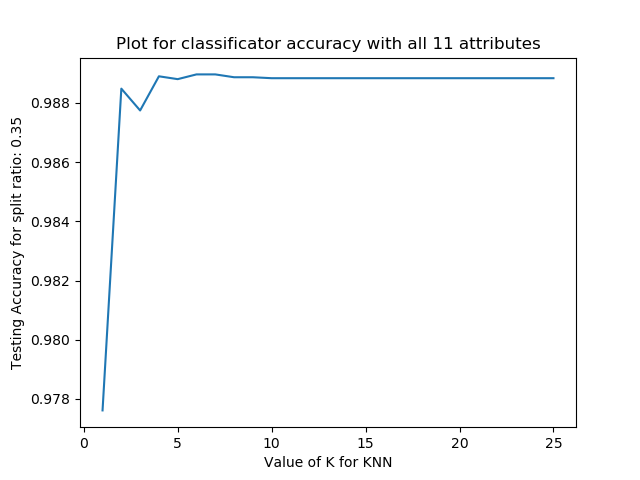 Plot for classificator accuracy with all 11 attributes
Testing Accuracy for split ratio: 0.35
0.988
0.986
0.984
0.982
0.980
0.978
0 5 10 15 20 25
Value of K for KNN